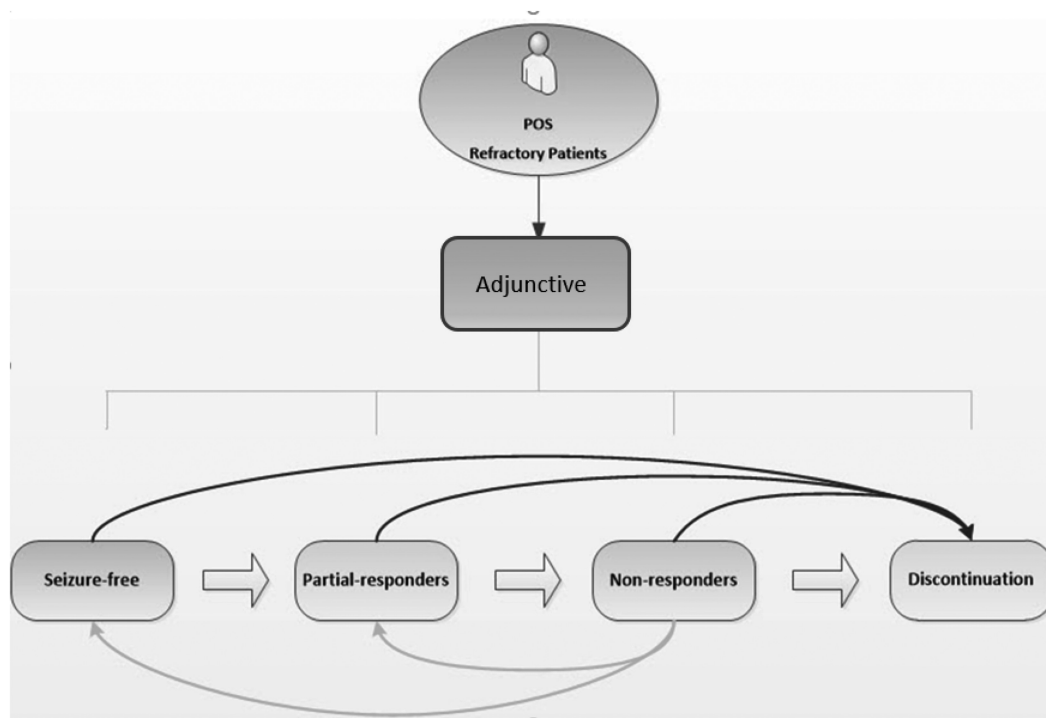 POS
Refractory Patients
Adjunctive
Seizure-free
Partial-responders
Non-responders
Discontinuation